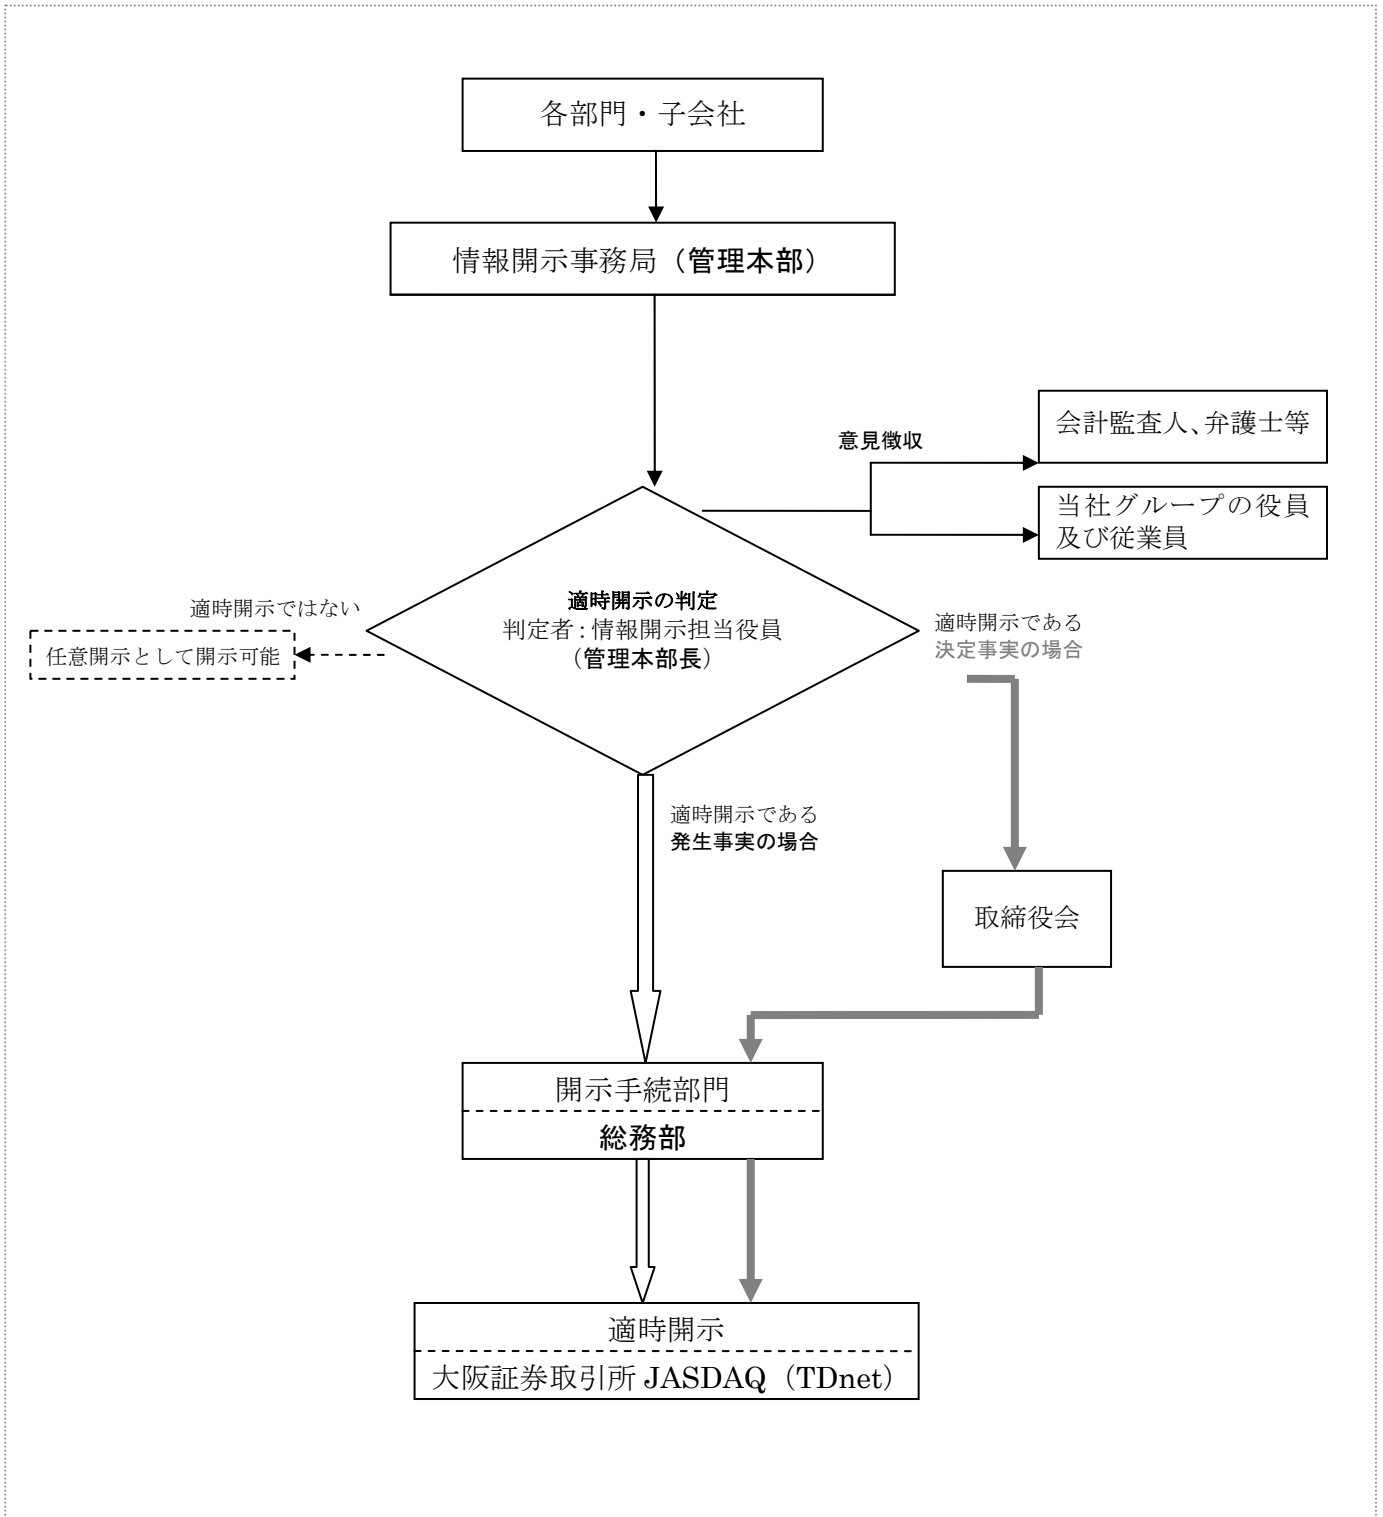 各部門・子会社
情報開示事務局（管理本部）
会計監査人、弁護士等
意見徴収
当社グループの役員
及び従業員
適時開示の判定
判定者：情報開示担当役員
（管理本部長）
適時開示ではない
任意開示として開示可能
適時開示である
決定事実の場合
適時開示である
発生事実の場合
取締役会
開示手続部門
総務部
適時開示
大阪証券取引所 JASDAQ（TDnet）